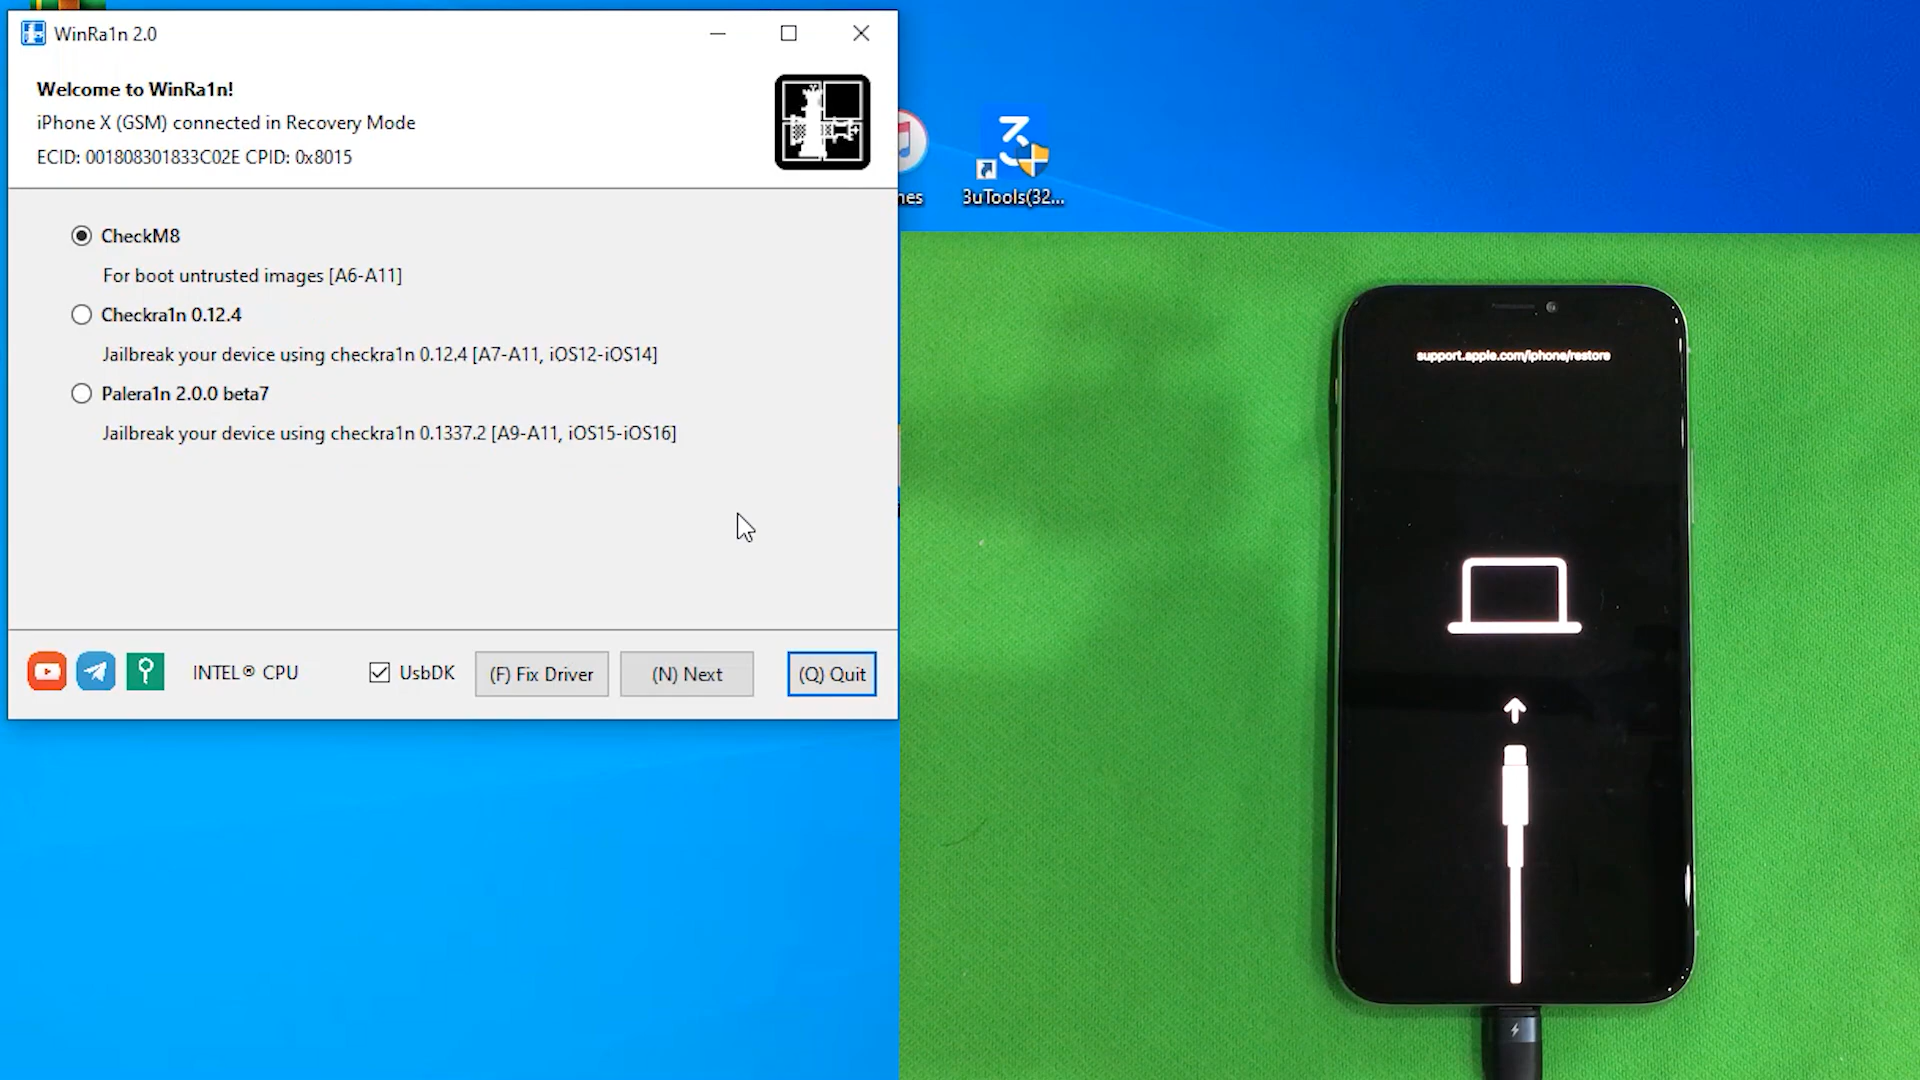 WinRa1n 2.0
Welcome to WinRa1n!
iPhone X (GSM) connected in Recovery Mode
ECID: 001808301833C02E CPID: 0x8015
CheckM8
For boot untrusted images [A6-A11]
Checkra1n 0.12.4
Jailbreak your device using checkra1n 0.12.4 [A7-A11, iOS12-iOS14]
Palera1n 2.0.0 beta7
Jailbreak your device using checkra1n 0.1337.2 [A9-A11, iOS15-iOS16]
INTEL® CPU
UsbDK
(F) Fix Driver
(N) Next
(Q) Quit
nes
3uTools(32...
support.apple.com/iphone/restore